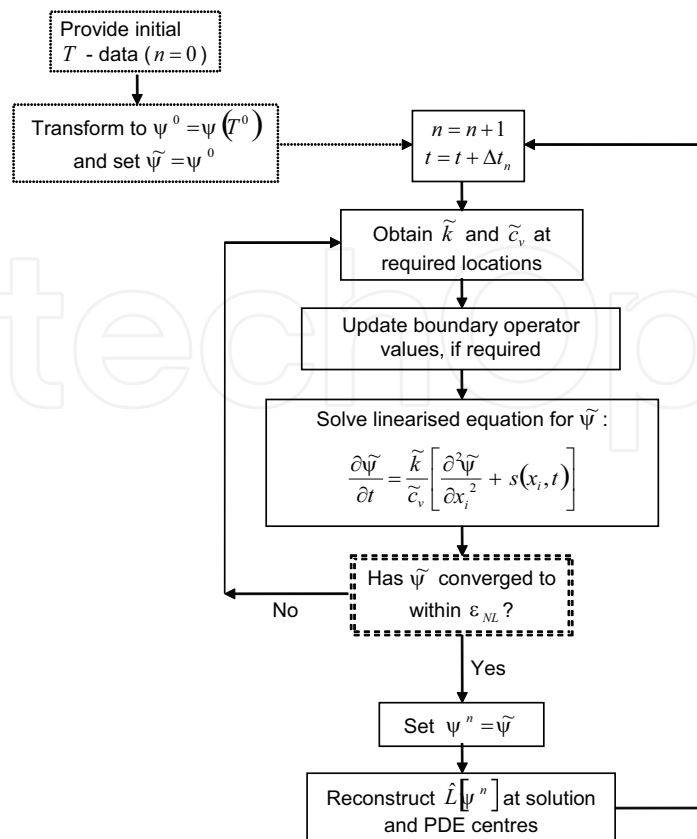 Provide initial
T - data ( n = 0 )
Transform to ψ⁰ = ψ(T⁰)
and set ψ̃ = ψ⁰
n = n + 1
t = t + Δtₙ
Obtain k̃ and c̃ᵥ at
required locations
Update boundary operator
values, if required
Solve linearised equation for ψ̃ :
∂ψ̃/∂t = k̃/c̃ᵥ [∂²ψ̃/∂xᵢ² + s(xᵢ, t)]
Has ψ̃ converged to
within ε_NL ?
No
Yes
Set ψⁿ = ψ̃
Reconstruct L̂[ψⁿ] at solution
and PDE centres
techOp